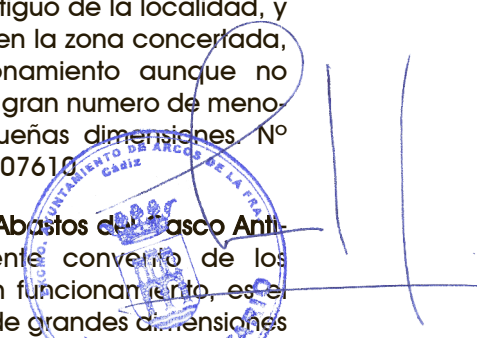 tiguo de la localidad, y
en la zona concertada,
onamiento aunque no
gran numero de meno-
ueñas dimensiones. Nº
07610
EXCMO. AYUNTAMIENTO DE ARCOS DE LA FRA.
Cádiz
Abastos del Casco Anti-
ente convento de los
n funcionamiento, es el
de grandes dimensiones